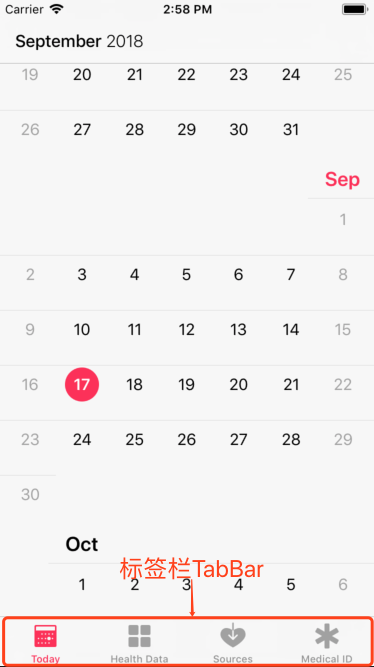 Carrier 2:58 PM
September 2018
19 20 21 22 23 24 25
26 27 28 29 30 31
Sep
1
2 3 4 5 6 7 8
9 10 11 12 13 14 15
16 17 18 19 20 21 22
23 24 25 26 27 28 29
30
Oct
标签栏TabBar
1 2 3 4 5 6
Today Health Data Sources Medical ID